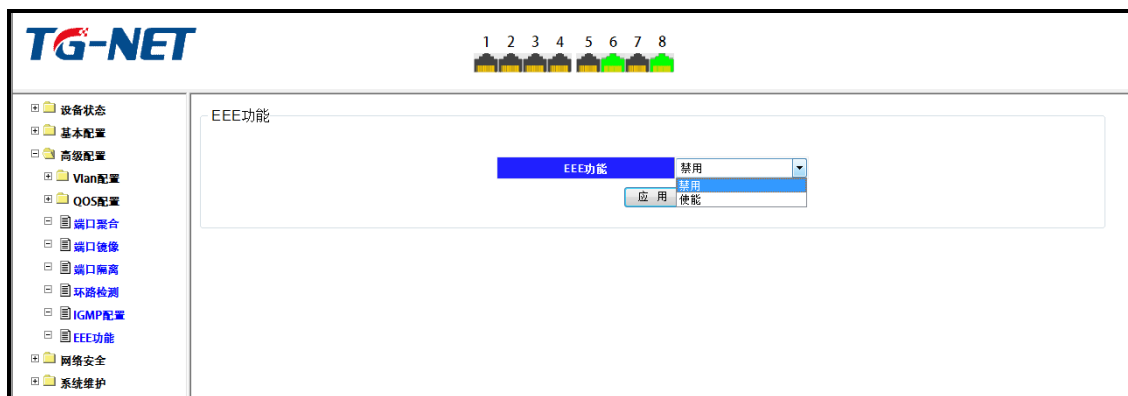 TG-NET
1 2 3 4 5 6 7 8
设备状态
基本配置
高级配置
Vlan配置
QOS配置
端口聚合
端口镜像
端口隔离
环路检测
IGMP配置
EEE功能
网络安全
系统维护
EEE功能
EEE功能 禁用
禁用
使能
应 用